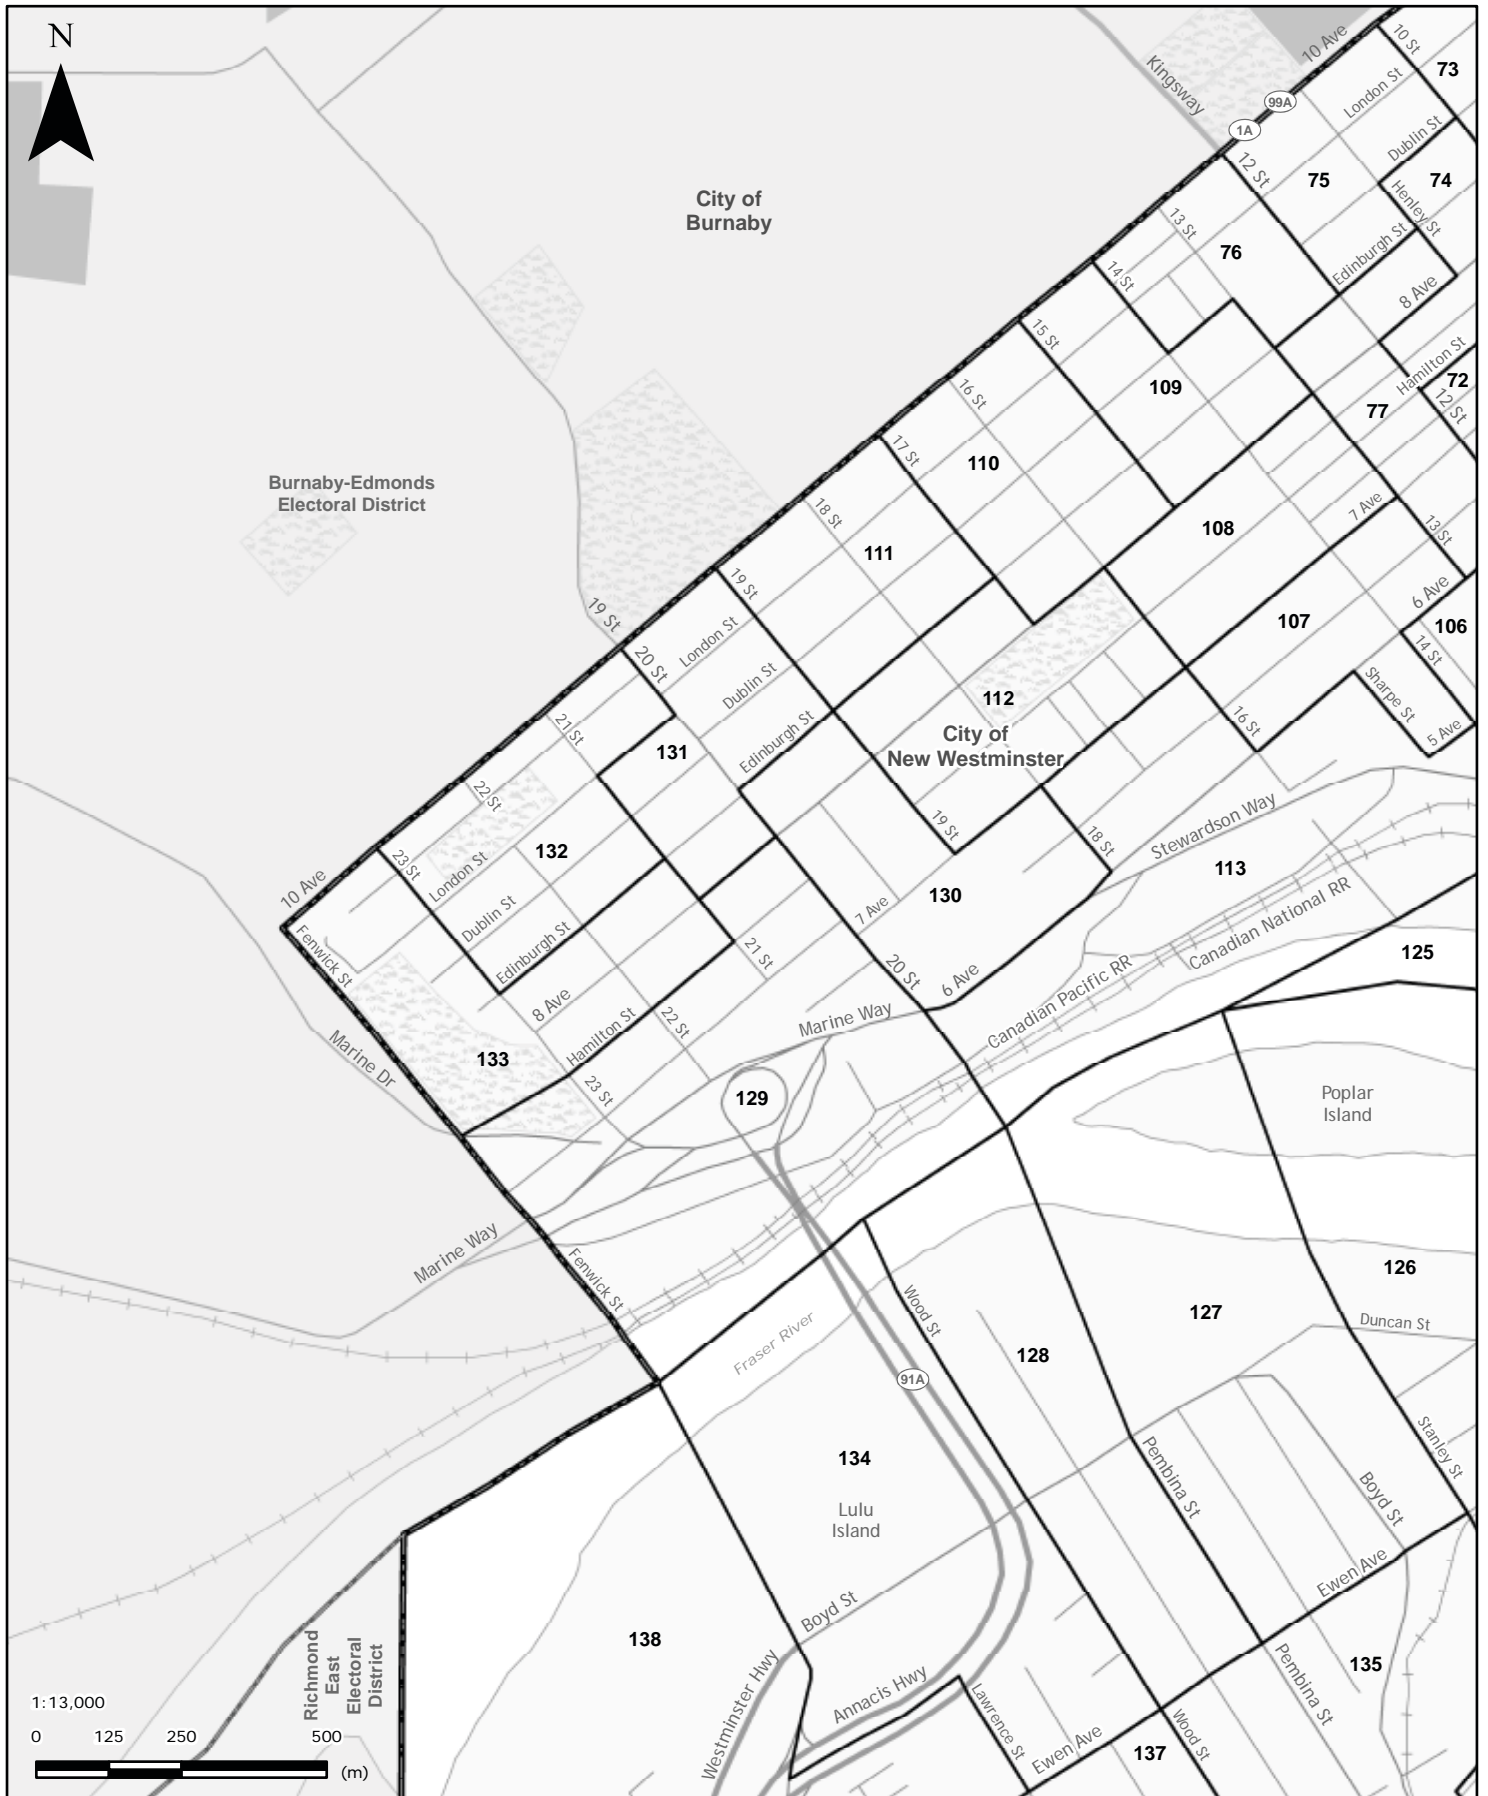 N
10 Ave
10 St
73
Kingsway
London St
99A
1A
Dublin St
12 St
75
74
City of
Burnaby
Henley St
13 St
76
Edinburgh St
14 St
8 Ave
15 St
Hamilton St
109
72
16 St
77
12 St
17 St
110
Burnaby-Edmonds
Electoral District
18 St
7 Ave
108
13 St
111
19 St
6 Ave
19 St
107
106
London St
14 St
20 St
Dublin St
Sharpe St
112
21 St
16 St
Edinburgh St
City of
New Westminster
131
5 Ave
22 St
Stewardson Way
19 St
18 St
132
23 St
113
London St
10 Ave
130
Dublin St
7 Ave
Canadian National RR
Edinburgh St
Fenwick St
21 St
125
20 St
6 Ave
8 Ave
Canadian Pacific RR
Marine Way
22 St
Hamilton St
Marine Dr
133
23 St
129
Poplar
Island
Marine Way
Fenwick St
126
Wood St
127
Fraser River
Duncan St
128
91A
134
Stanley St
Pembina St
Boyd St
Lulu
Island
Ewen Ave
Boyd St
138
Richmond
East
Electoral
District
135
Westminster Hwy
Annacis Hwy
Pembina St
Lawrence St
1:13,000
Wood St
0 125 250 500
Ewen Ave
137
(m)